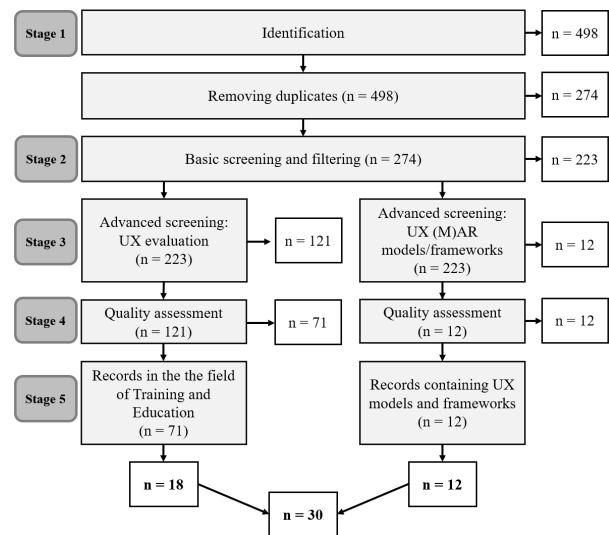 Stage 1
Identification
n = 498
Removing duplicates (n = 498)
n = 274
Stage 2
Basic screening and filtering (n = 274)
n = 223
Stage 3
Advanced screening:
UX evaluation
(n = 223)
n = 121
Advanced screening:
UX (M)AR
models/frameworks
(n = 223)
n = 12
Stage 4
Quality assessment
(n = 121)
n = 71
Quality assessment
(n = 12)
n = 12
Stage 5
Records in the the field
of Training and
Education
(n = 71)
Records containing UX
models and frameworks
(n = 12)
n = 18
n = 12
n = 30